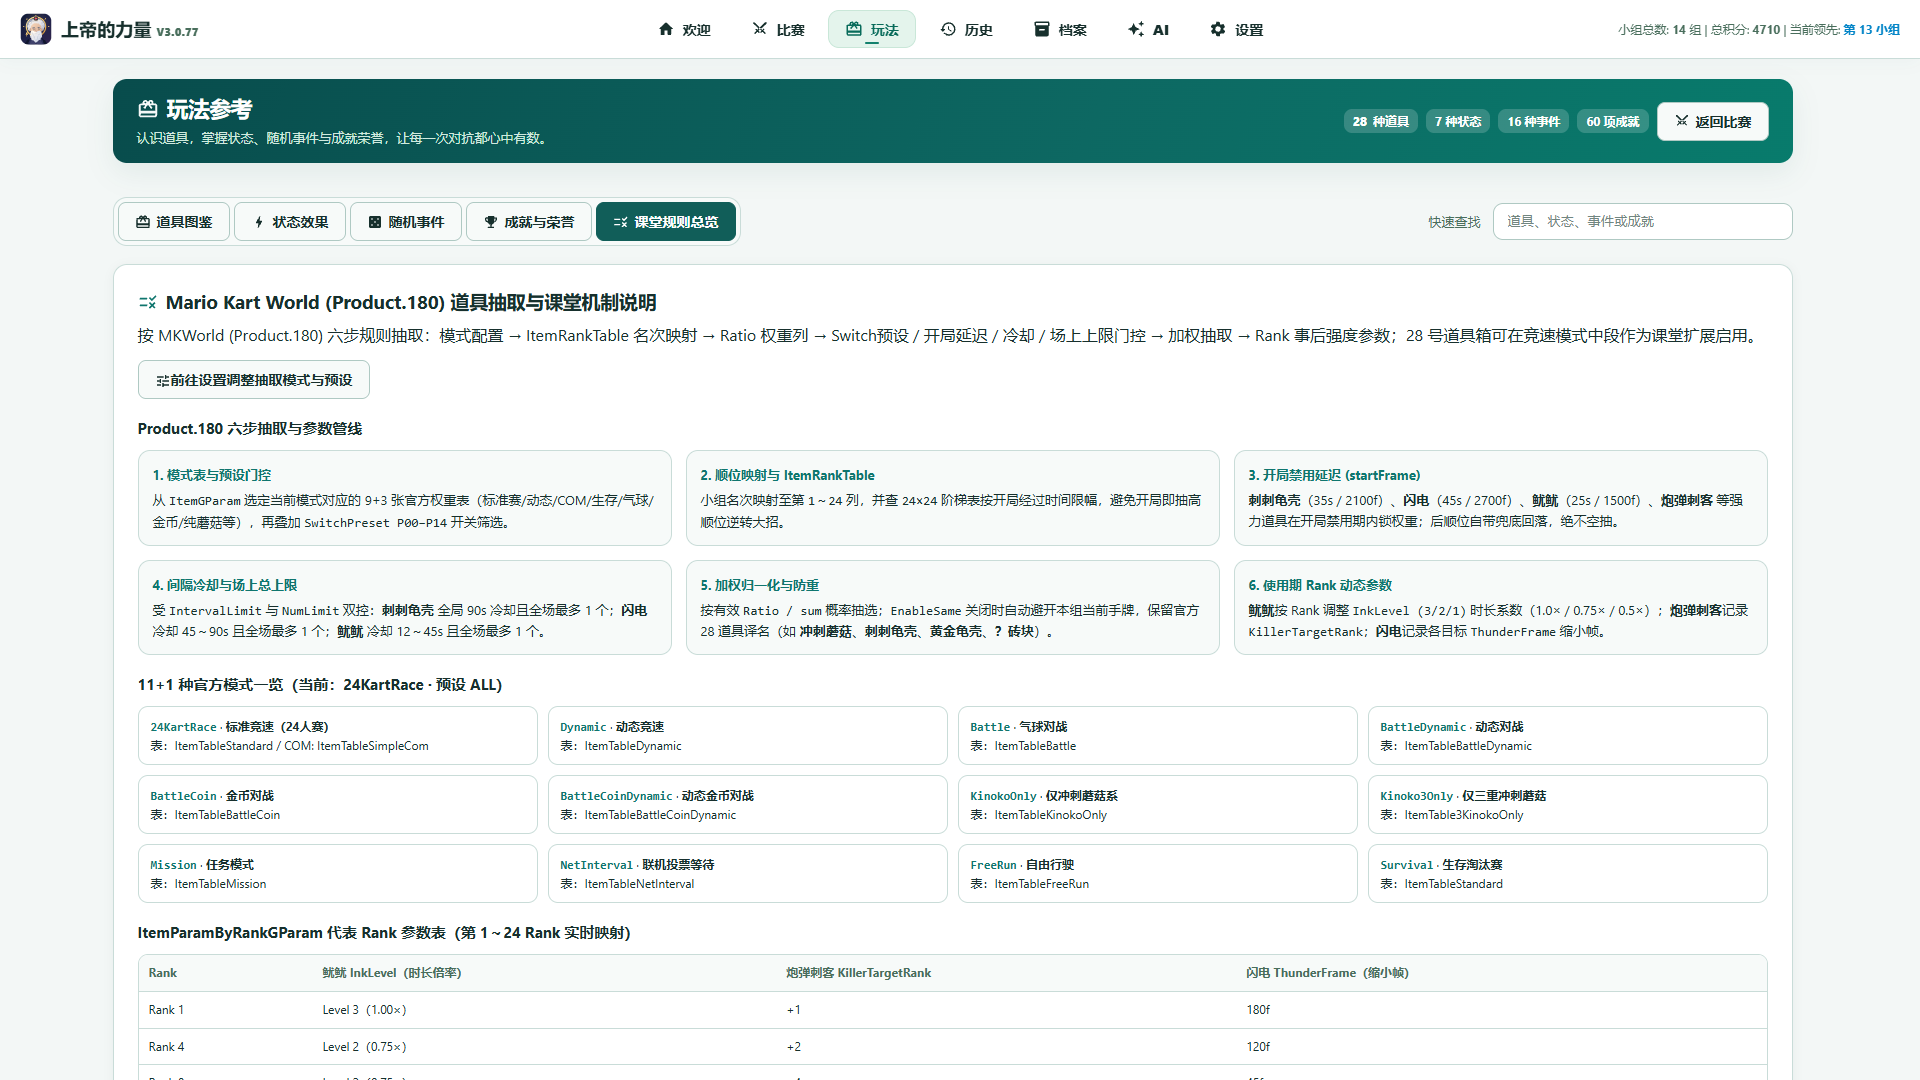 上帝的力量 V3.0.77
欢迎
比赛
玩法
历史
档案
AI
设置
小组总数: 14 组 | 总积分: 4710 | 当前领先: 第 13 小组
玩法参考
认识道具，掌握状态、随机事件与成就荣誉，让每一次对抗都心中有数。
28 种道具
7 种状态
16 种事件
60 项成就
返回比赛
道具图鉴
状态效果
随机事件
成就与荣誉
课堂规则总览
快速查找
道具、状态、事件或成就
Mario Kart World (Product.180) 道具抽取与课堂机制说明
按 MKWorld (Product.180) 六步规则抽取：模式配置 → ItemRankTable 名次映射 → Ratio 权重列 → Switch预设 / 开局延迟 / 冷却 / 场上上限门控 → 加权抽取 → Rank 事后强度参数；28 号道具箱可在竞速模式中段作为课堂扩展启用。
前往设置调整抽取模式与预设
Product.180 六步抽取与参数管线
1. 模式表与预设门控
从 ItemGParam 选定当前模式对应的 9+3 张官方权重表（标准赛/动态/COM/生存/气球/
金币/纯蘑菇等），再叠加 SwitchPreset P00–P14 开关筛选。
2. 顺位映射与 ItemRankTable
小组名次映射至第 1～24 列，并查 24×24 阶梯表按开局经过时间限幅，避免开局即抽高
顺位逆转大招。
3. 开局禁用延迟 (startFrame)
刺刺龟壳（35s / 2100f）、闪电（45s / 2700f）、鱿鱿（25s / 1500f）、炮弹刺客 等强
力道具在开局禁用期内锁权重；后顺位自带兜底回落，绝不空抽。
4. 间隔冷却与场上总上限
受 IntervalLimit 与 NumLimit 双控：刺刺龟壳 全局 90s 冷却且全场最多 1 个；闪电
冷却 45～90s 且全场最多 1 个；鱿鱿 冷却 12～45s 且全场最多 1 个。
5. 加权归一化与防重
按有效 Ratio / sum 概率抽选；EnableSame 关闭时自动避开本组当前手牌，保留官方
28 道具译名（如 冲刺蘑菇、刺刺龟壳、黄金龟壳、？砖块）。
6. 使用期 Rank 动态参数
鱿鱿按 Rank 调整 InkLevel (3/2/1) 时长系数（1.0× / 0.75× / 0.5×）；炮弹刺客记录
KillerTargetRank；闪电记录各目标 ThunderFrame 缩小帧。
11+1 种官方模式一览（当前：24KartRace · 预设 ALL）
24KartRace · 标准竞速（24人赛）
表：ItemTableStandard / COM: ItemTableSimpleCom
Dynamic · 动态竞速
表：ItemTableDynamic
Battle · 气球对战
表：ItemTableBattle
BattleDynamic · 动态对战
表：ItemTableBattleDynamic
BattleCoin · 金币对战
表：ItemTableBattleCoin
BattleCoinDynamic · 动态金币对战
表：ItemTableBattleCoinDynamic
KinokoOnly · 仅冲刺蘑菇系
表：ItemTableKinokoOnly
Kinoko3Only · 仅三重冲刺蘑菇
表：ItemTable3KinokoOnly
Mission · 任务模式
表：ItemTableMission
NetInterval · 联机投票等待
表：ItemTableNetInterval
FreeRun · 自由行驶
表：ItemTableFreeRun
Survival · 生存淘汰赛
表：ItemTableStandard
ItemParamByRankGParam 代表 Rank 参数表（第 1～24 Rank 实时映射）
Rank 鱿鱿 InkLevel（时长倍率） 炮弹刺客 KillerTargetRank 闪电 ThunderFrame（缩小帧）
Rank 1 Level 3（1.00×） +1 180f
Rank 4 Level 2（0.75×） +2 120f